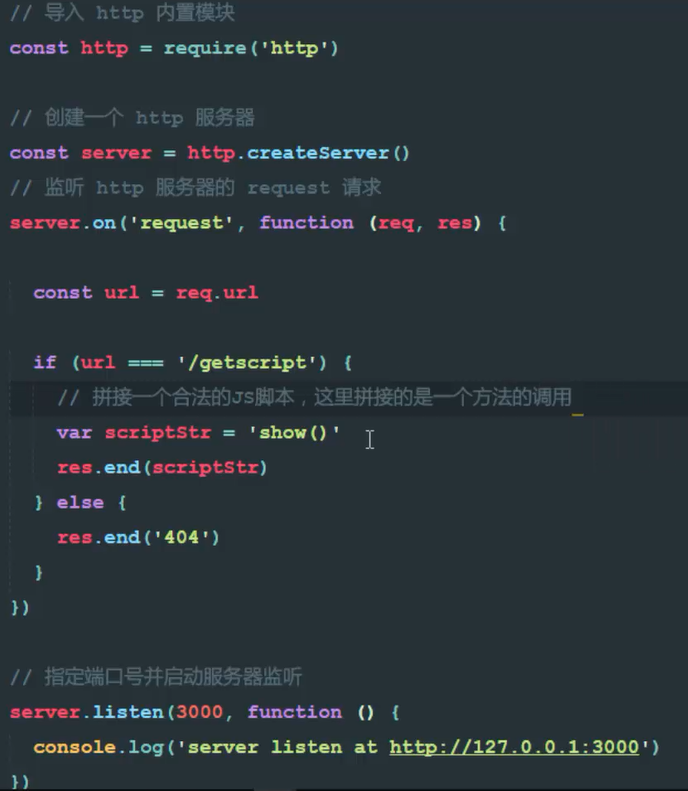 // 导入 http 内置模块
const http = require('http')
// 创建一个 http 服务器
const server = http.createServer()
// 监听 http 服务器的 request 请求
server.on('request', function (req, res) {
const url = req.url
if (url === '/getscript') {
// 拼接一个合法的JS脚本，这里拼接的是一个方法的调用
var scriptStr = 'show()'
res.end(scriptStr)
} else {
res.end('404')
}
})
// 指定端口号并启动服务器监听
server.listen(3000, function () {
console.log('server listen at http://127.0.0.1:3000')
})